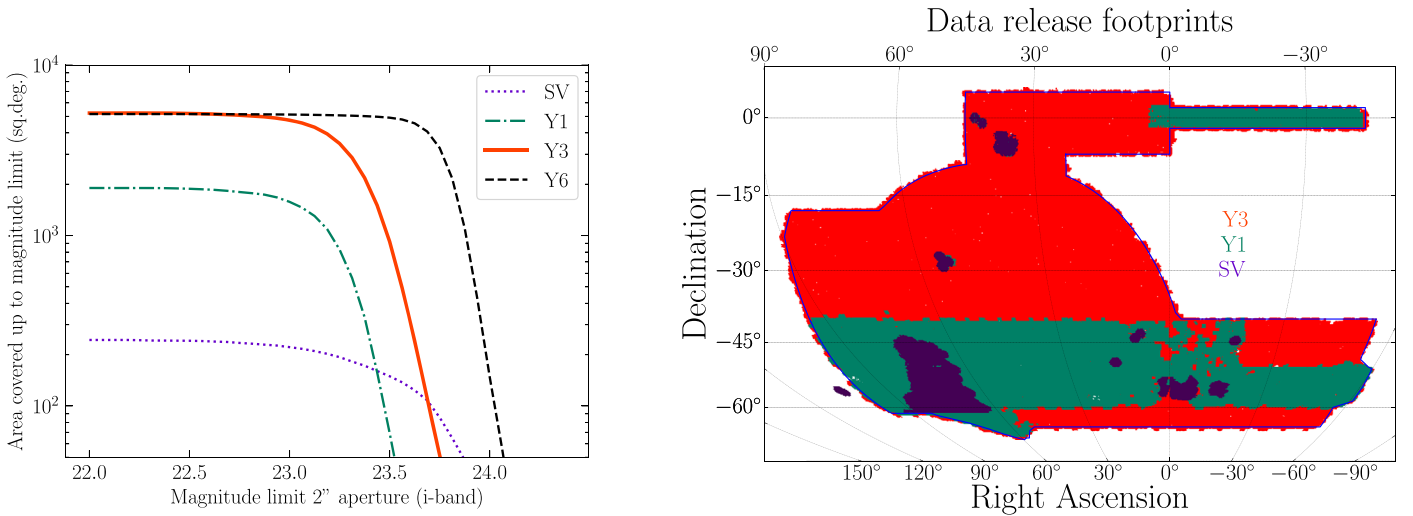 10⁴
10³
10²
Area covered up to magnitude limit (sq.deg.)
SV
Y1
Y3
Y6
22.0 22.5 23.0 23.5 24.0
Magnitude limit 2” aperture (i-band)
Data release footprints
90° 60° 30° 0° −30°
0°
−15°
−30°
−45°
−60°
Declination
Y3
Y1
SV
150° 120° 90° 60° 30° 0° −30° −60° −90°
Right Ascension